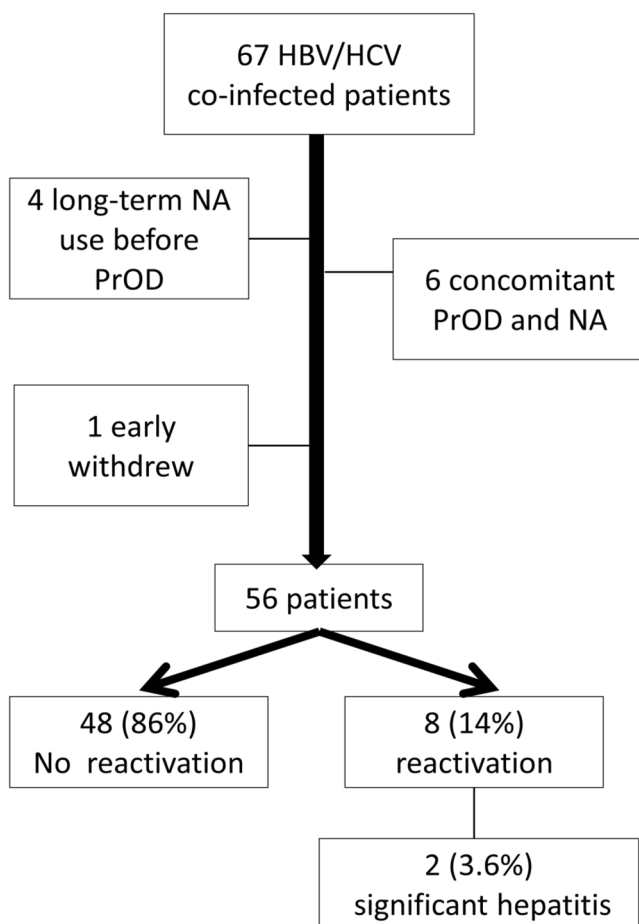 67 HBV/HCV
co-infected patients
4 long-term NA
use before
PrOD
6 concomitant
PrOD and NA
1 early
withdrew
56 patients
48 (86%)
No reactivation
8 (14%)
reactivation
2 (3.6%)
significant hepatitis